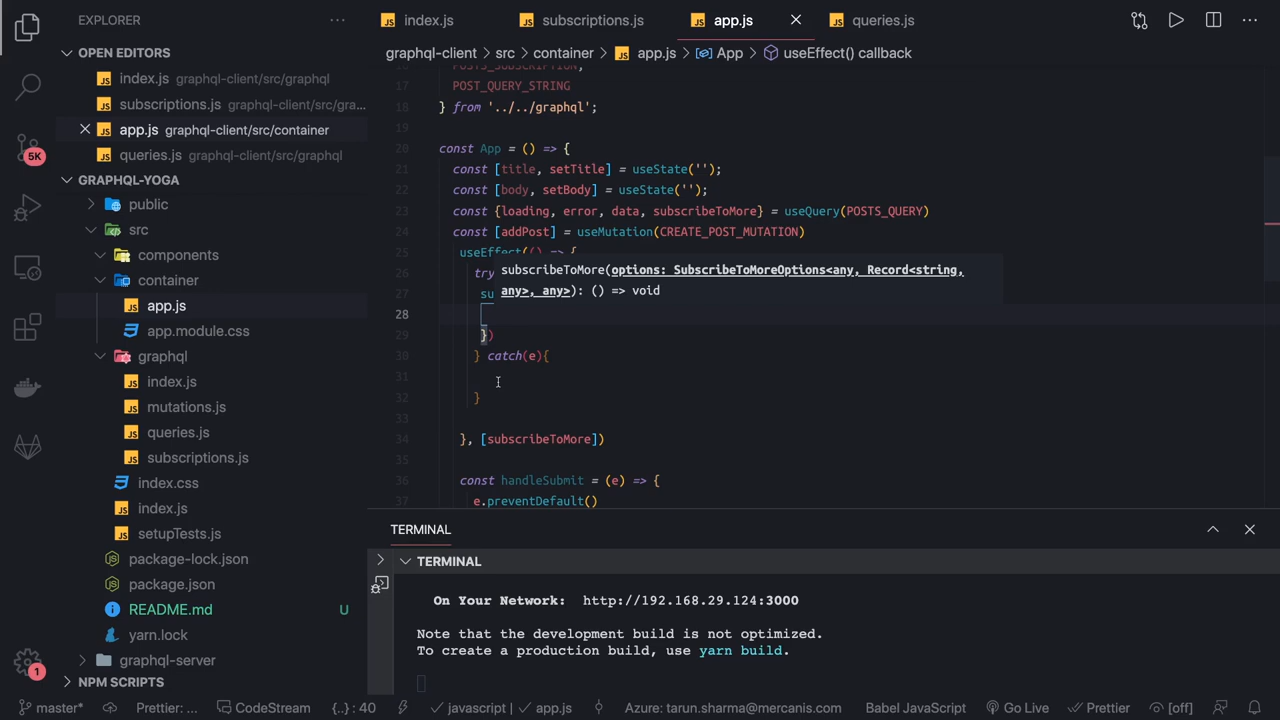 EXPLORER
index.js
subscriptions.js
app.js
queries.js
OPEN EDITORS
index.js graphql-client/src/graphql
subscriptions.js graphql-client/src/gra...
app.js graphql-client/src/container
queries.js graphql-client/src/graphql
GRAPHQL-YOGA
public
src
components
container
app.js
app.module.css
graphql
index.js
mutations.js
queries.js
subscriptions.js
index.css
index.js
setupTests.js
package-lock.json
package.json
README.md U
yarn.lock
graphql-server
NPM SCRIPTS
5K
1
graphql-client > src > container > app.js > App > useEffect() callback
POSTS_SUBSCRIPTION,
17 POST_QUERY_STRING
18 } from '../../graphql';
19
20 const App = () => {
21 const [title, setTitle] = useState('');
22 const [body, setBody] = useState('');
23 const {loading, error, data, subscribeToMore} = useQuery(POSTS_QUERY)
24 const [addPost] = useMutation(CREATE_POST_MUTATION)
25 useEffect(() => {
26 try
subscribeToMore(options: SubscribeToMoreOptions<any, Record<string,
any>, any>): () => void
27 su
28
29 })
30 } catch(e){
31
32 }
33
34 }, [subscribeToMore])
35
36 const handleSubmit = (e) => {
37 e.preventDefault()
TERMINAL
TERMINAL
On Your Network: http://192.168.29.124:3000
Note that the development build is not optimized.
To create a production build, use yarn build.
master* Prettier: ... CodeStream {..} : 40 javascript | app.js Azure: tarun.sharma@mercanis.com Babel JavaScript Go Live Prettier [off]